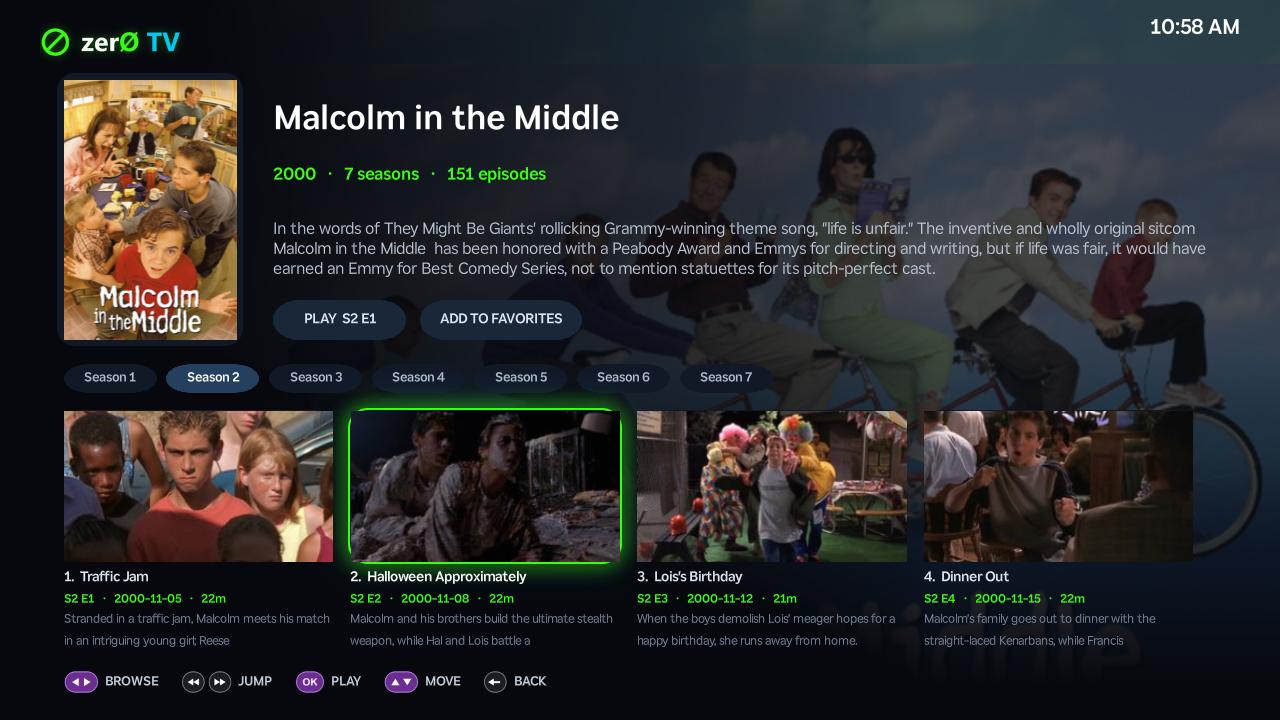 zerØ TV
10:58 AM
Malcolm in the Middle
Malcolm in the Middle
2000 · 7 seasons · 151 episodes
In the words of They Might Be Giants' rollicking Grammy-winning theme song, "life is unfair." The inventive and wholly original sitcom
Malcolm in the Middle  has been honored with a Peabody Award and Emmys for directing and writing, but if life was fair, it would have
earned an Emmy for Best Comedy Series, not to mention statuettes for its pitch-perfect cast.
PLAY S2 E1
ADD TO FAVORITES
Season 1
Season 2
Season 3
Season 4
Season 5
Season 6
Season 7
1. Traffic Jam
S2 E1 · 2000-11-05 · 22m
Stranded in a traffic jam, Malcolm meets his match
in an intriguing young girl; Reese
2. Halloween Approximately
S2 E2 · 2000-11-08 · 22m
Malcolm and his brothers build the ultimate stealth
weapon, while Hal and Lois battle a
3. Lois's Birthday
S2 E3 · 2000-11-12 · 21m
When the boys demolish Lois' meager hopes for a
happy birthday, she runs away from home.
4. Dinner Out
S2 E4 · 2000-11-15 · 22m
Malcolm's family goes out to dinner with the
straight-laced Kenarbans, while Francis
BROWSE
JUMP
OK PLAY
MOVE
BACK